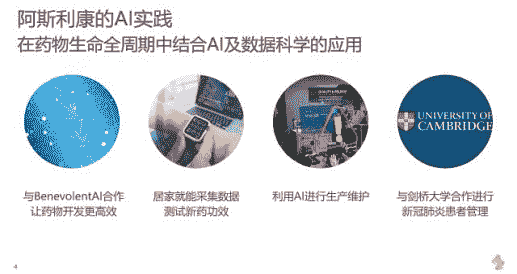 阿斯利康的AI实践
在药物生命全周期中结合AI及数据科学的应用
UNIVERSITY OF
CAMBRIDGE
与BenevolentAI合作
让药物开发更高效
居家就能采集数据
测试新药功效
利用AI进行生产维护
与剑桥大学合作进行
新冠肺炎患者管理
4